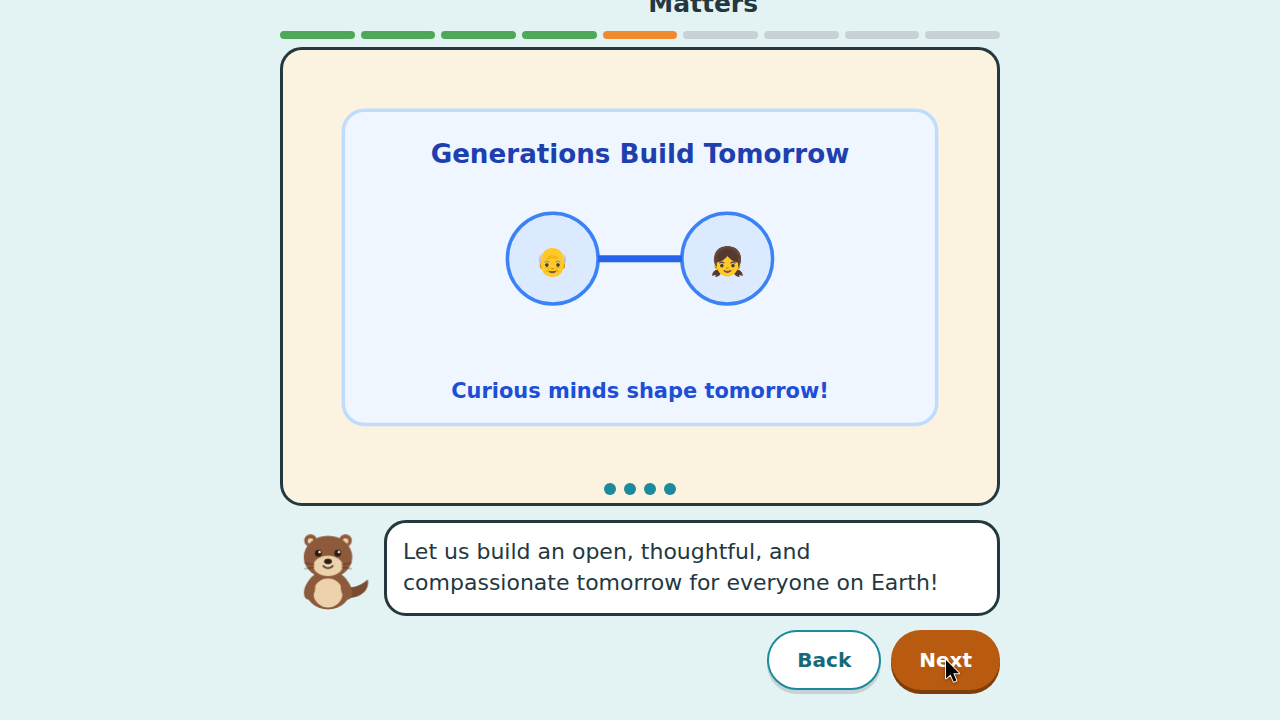 Matters
Generations Build Tomorrow
Curious minds shape tomorrow!
Let us build an open, thoughtful, and
compassionate tomorrow for everyone on Earth!
Back
Next